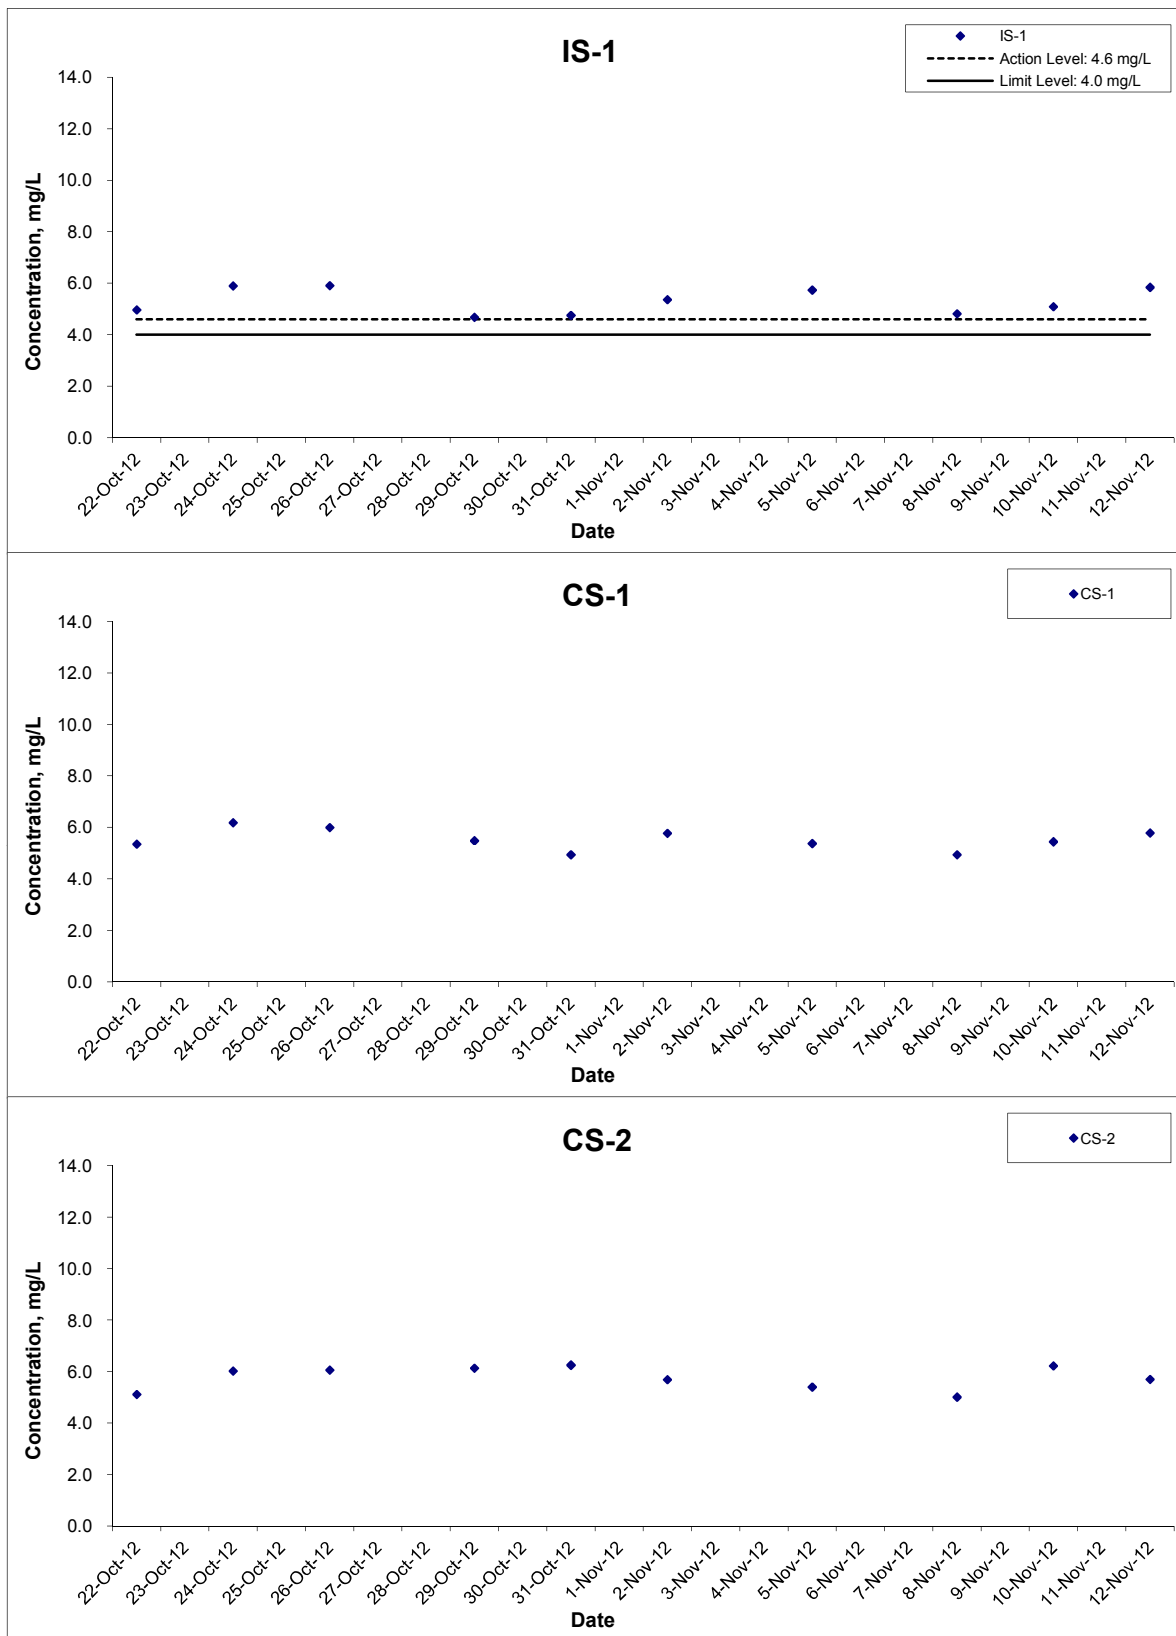 IS-1
IS-1
Action Level: 4.6 mg/L
Limit Level: 4.0 mg/L
Concentration, mg/L
14.0
12.0
10.0
8.0
6.0
4.0
2.0
0.0
22-Oct-12 23-Oct-12 24-Oct-12 25-Oct-12 26-Oct-12 27-Oct-12 28-Oct-12 29-Oct-12 30-Oct-12 31-Oct-12 1-Nov-12 2-Nov-12 3-Nov-12 4-Nov-12 5-Nov-12 6-Nov-12 7-Nov-12 8-Nov-12 9-Nov-12 10-Nov-12 11-Nov-12 12-Nov-12
Date
CS-1
CS-1
Concentration, mg/L
14.0
12.0
10.0
8.0
6.0
4.0
2.0
0.0
22-Oct-12 23-Oct-12 24-Oct-12 25-Oct-12 26-Oct-12 27-Oct-12 28-Oct-12 29-Oct-12 30-Oct-12 31-Oct-12 1-Nov-12 2-Nov-12 3-Nov-12 4-Nov-12 5-Nov-12 6-Nov-12 7-Nov-12 8-Nov-12 9-Nov-12 10-Nov-12 11-Nov-12 12-Nov-12
Date
CS-2
CS-2
Concentration, mg/L
14.0
12.0
10.0
8.0
6.0
4.0
2.0
0.0
22-Oct-12 23-Oct-12 24-Oct-12 25-Oct-12 26-Oct-12 27-Oct-12 28-Oct-12 29-Oct-12 30-Oct-12 31-Oct-12 1-Nov-12 2-Nov-12 3-Nov-12 4-Nov-12 5-Nov-12 6-Nov-12 7-Nov-12 8-Nov-12 9-Nov-12 10-Nov-12 11-Nov-12 12-Nov-12
Date